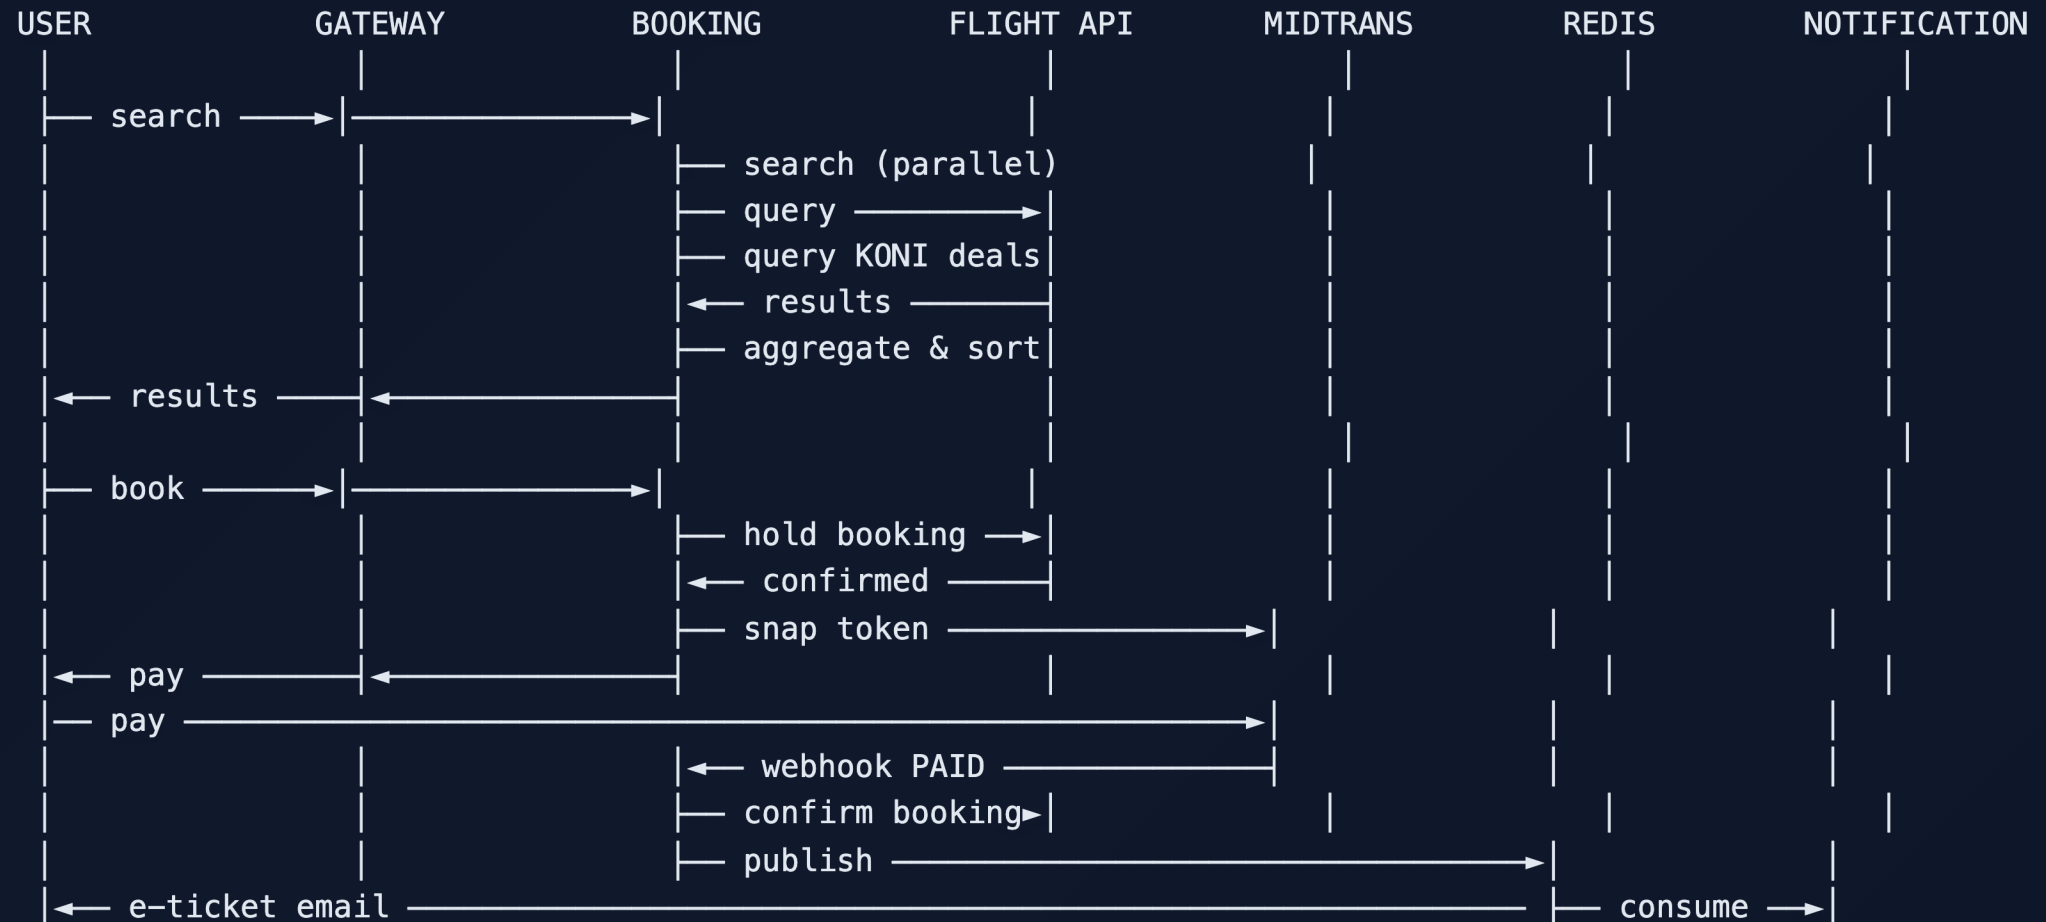 USER GATEWAY BOOKING FLIGHT API MIDTRANS REDIS NOTIFICATION
search
search (parallel)
query
query KONI deals
results
aggregate & sort
results
book
hold booking
confirmed
snap token
pay
pay
webhook PAID
confirm booking
publish
e-ticket email consume